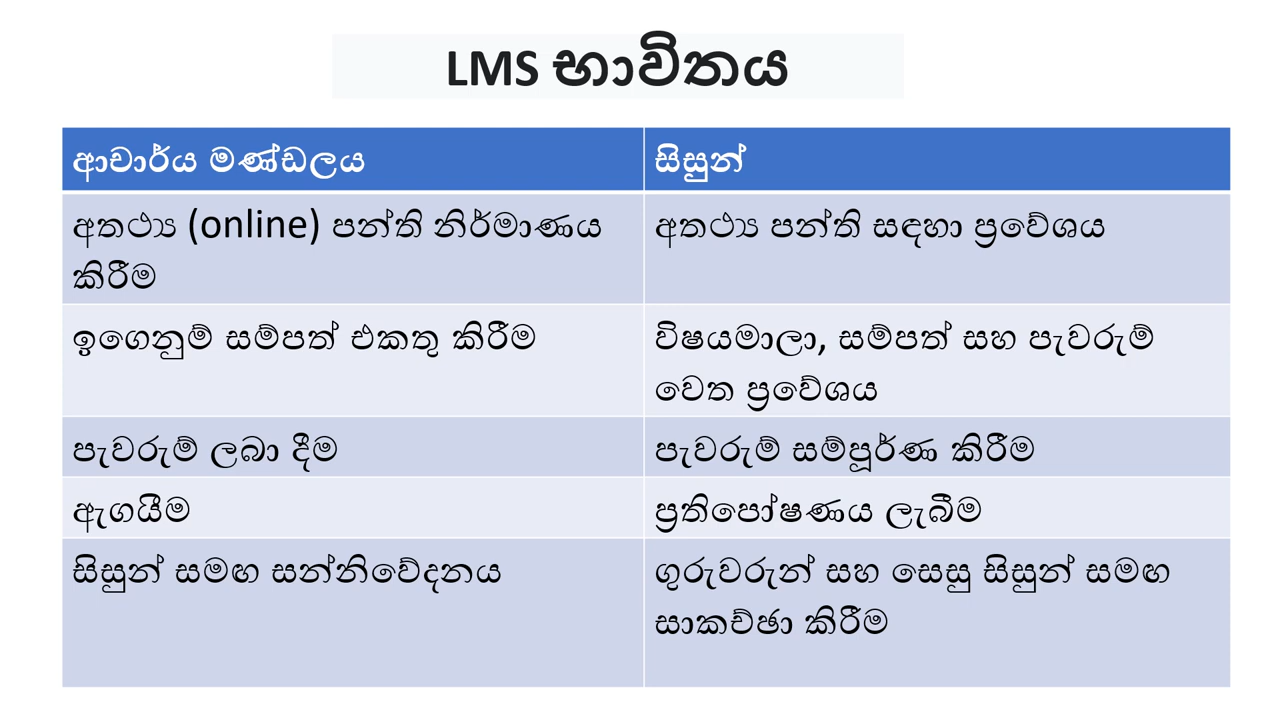 LMS භාවිතය
ආචාර්ය මණ්ඩලය
සිසුන්
අතථ්‍ය (online) පන්ති නිර්මාණය
කිරීම
අතථ්‍ය පන්ති සඳහා ප්‍රවේශය
ඉගෙනුම් සම්පත් එකතු කිරීම
විෂයමාලා, සම්පත් සහ පැවරුම්
වෙත ප්‍රවේශය
පැවරුම් ලබා දීම
පැවරුම් සම්පූර්ණ කිරීම
ඇගයීම
ප්‍රතිපෝෂණය ලැබීම
සිසුන් සමඟ සන්නිවේදනය
ගුරුවරුන් සහ සෙසු සිසුන් සමඟ
සාකච්ඡා කිරීම